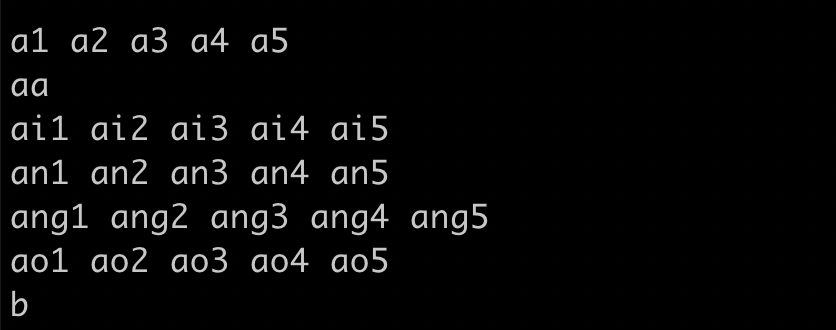 a1 a2 a3 a4 a5
aa
ai1 ai2 ai3 ai4 ai5
an1 an2 an3 an4 an5
ang1 ang2 ang3 ang4 ang5
ao1 ao2 ao3 ao4 ao5
b